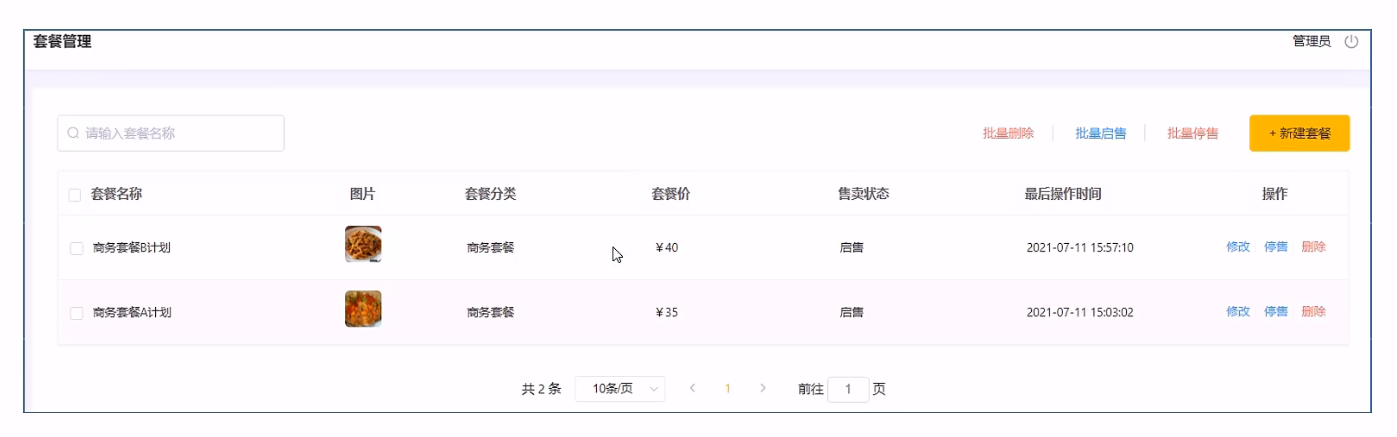 套餐管理 管理员
请输入套餐名称 批量删除 批量启售 批量停售 + 新建套餐
套餐名称 图片 套餐分类 套餐价 售卖状态 最后操作时间 操作
商务套餐B计划 商务套餐 ￥40 启售 2021-07-11 15:57:10 修改 停售 删除
商务套餐A计划 商务套餐 ￥35 启售 2021-07-11 15:03:02 修改 停售 删除
共 2 条 10条/页 1 前往 1 页